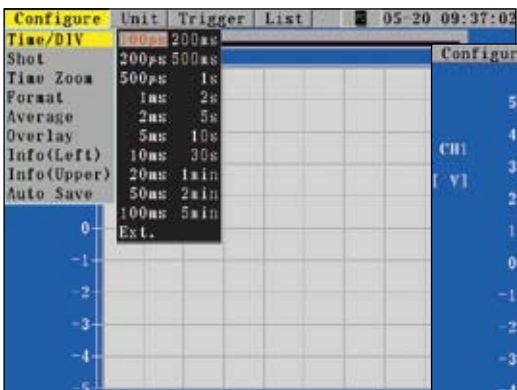 Configure Unit Trigger List 05-20 09:37:02
Time/DIV 100µs 200ms
Shot 200µs 500ms
Time Zoom 500µs 1s
Format 1ms 2s
Average 2ms 5s
Overlay 5ms 10s
Info(Left) 10ms 30s
Info(Upper) 20ms 1min
Auto Save 50ms 2min
100ms 5min
Ext.
0
-1
-2
-3
-4
-5
Configur
5
4
CH1
3
[ V]
2
1
0
-1
-2
-3